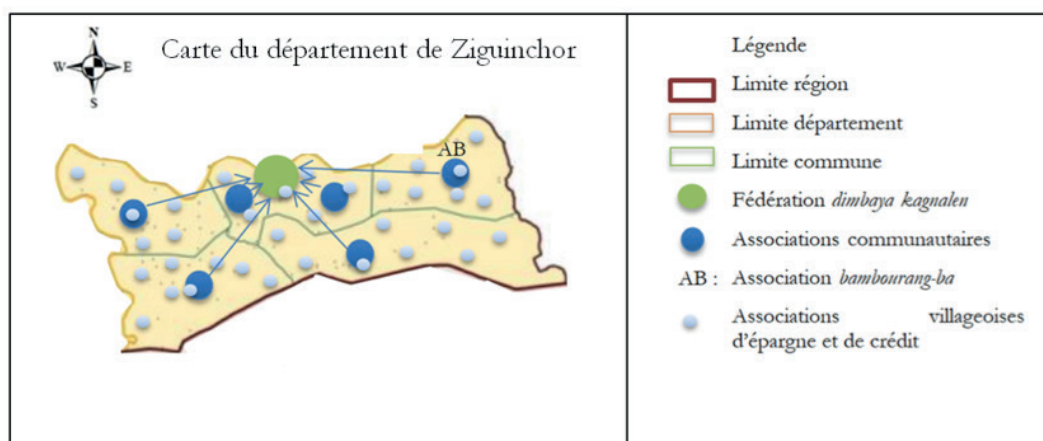 N
W E
S
Carte du département de Ziguinchor
AB
Légende
Limite région
Limite département
Limite commune
Fédération dimbaya kagnalen
Associations communautaires
AB : Association bambourang-ba
Associations villageoises
d'épargne et de crédit